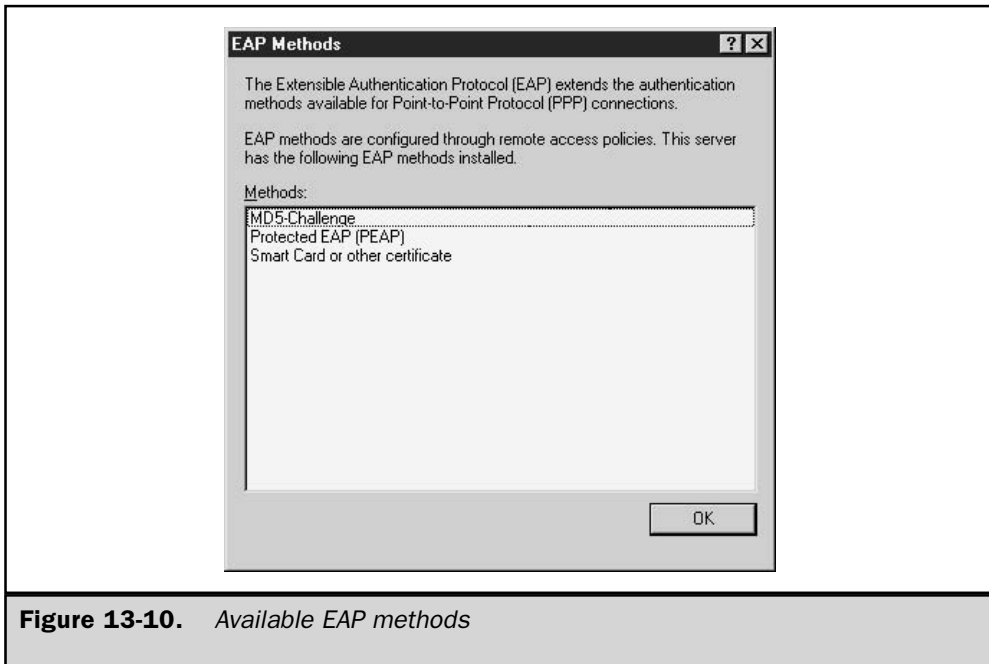 EAP Methods
The Extensible Authentication Protocol (EAP) extends the authentication
methods available for Point-to-Point Protocol (PPP) connections.
EAP methods are configured through remote access policies. This server
has the following EAP methods installed.
Methods:
MD5-Challenge
Protected EAP (PEAP)
Smart Card or other certificate
OK
Figure 13-10. Available EAP methods